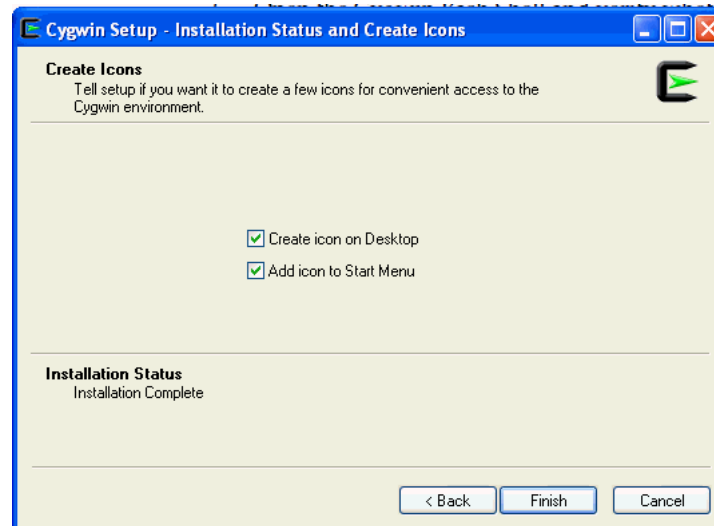 Cygwin Setup - Installation Status and Create Icons
Create Icons
Tell setup if you want it to create a few icons for convenient access to the
Cygwin environment.
Create icon on Desktop
Add icon to Start Menu
Installation Status
Installation Complete
< Back Finish Cancel